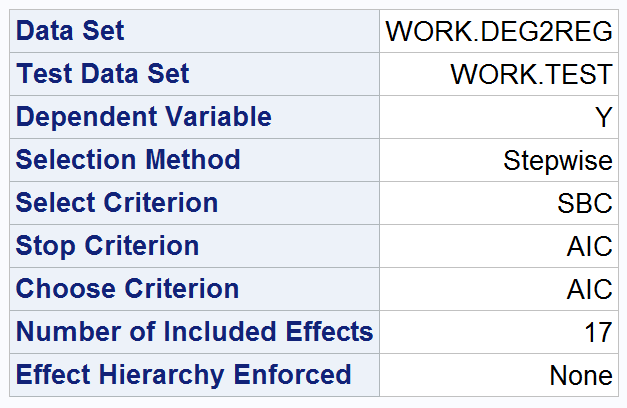 Data Set WORK.DEG2REG
Test Data Set WORK.TEST
Dependent Variable Y
Selection Method Stepwise
Select Criterion SBC
Stop Criterion AIC
Choose Criterion AIC
Number of Included Effects 17
Effect Hierarchy Enforced None